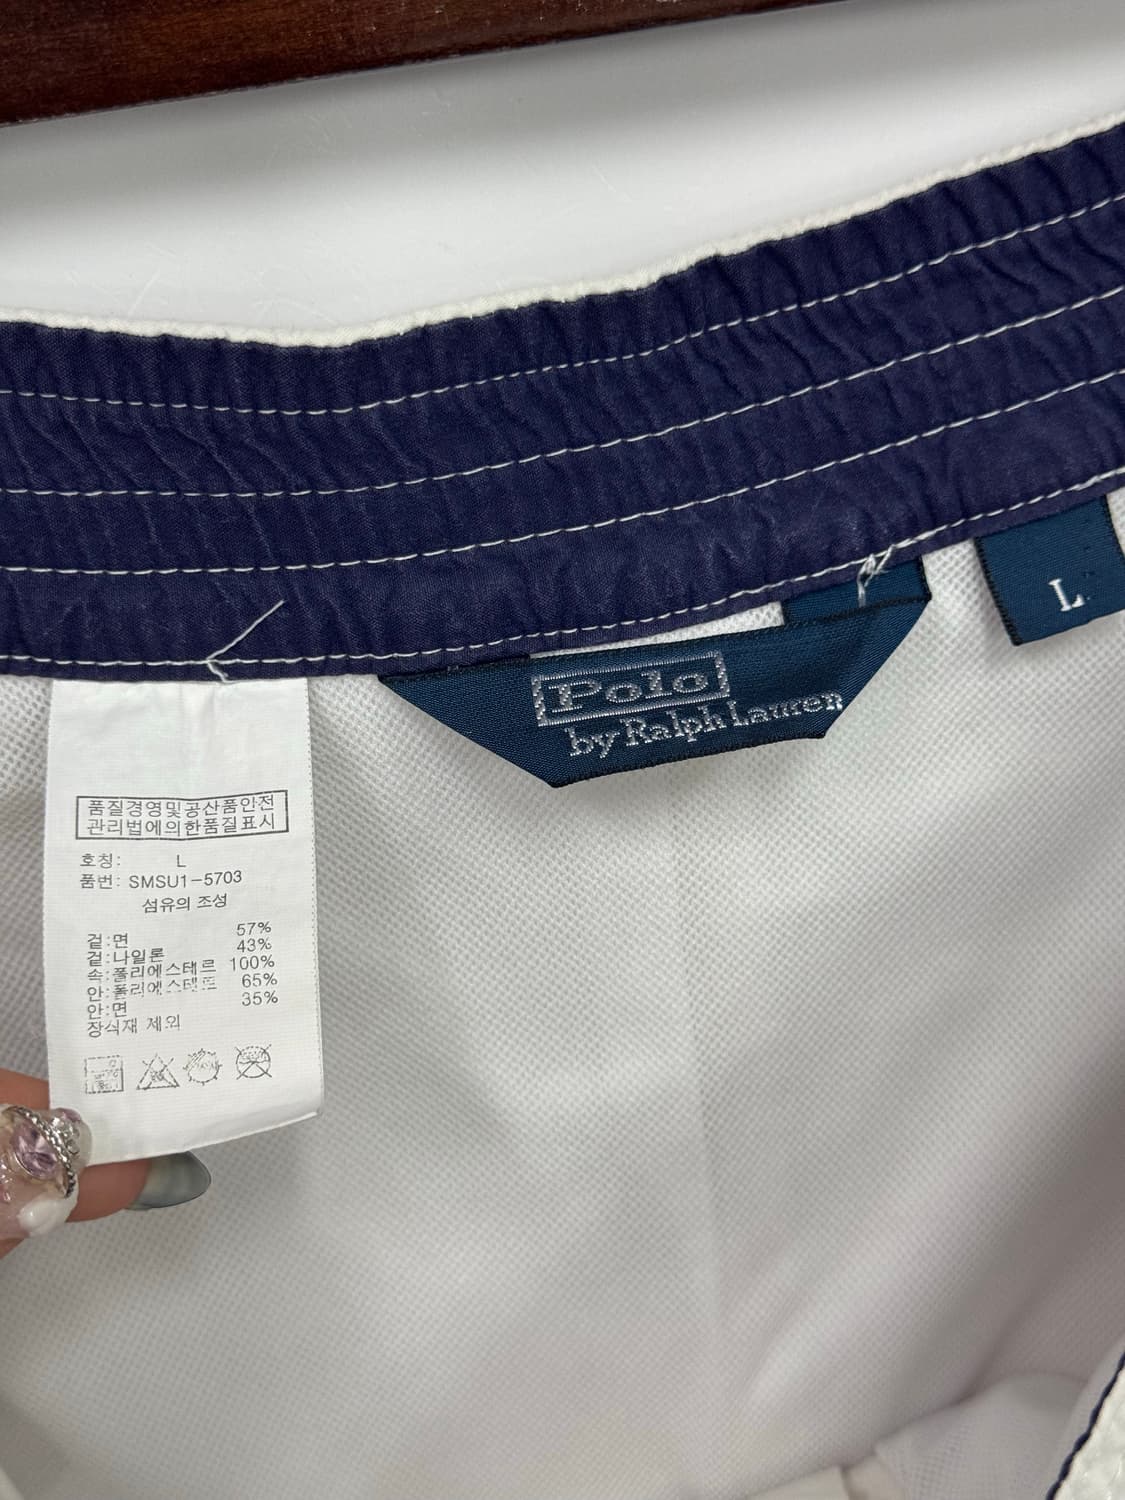 Polo
by Ralph Lauren
L
품질경영및공산품안전
관리법에의한품질표시
호칭: L
품번: SMSU1-5703
섬유의 조성
겉:면 57%
겉:나일론 43%
속:폴리에스테르 100%
안:폴리에스테르 65%
안:면 35%
장식재 제외